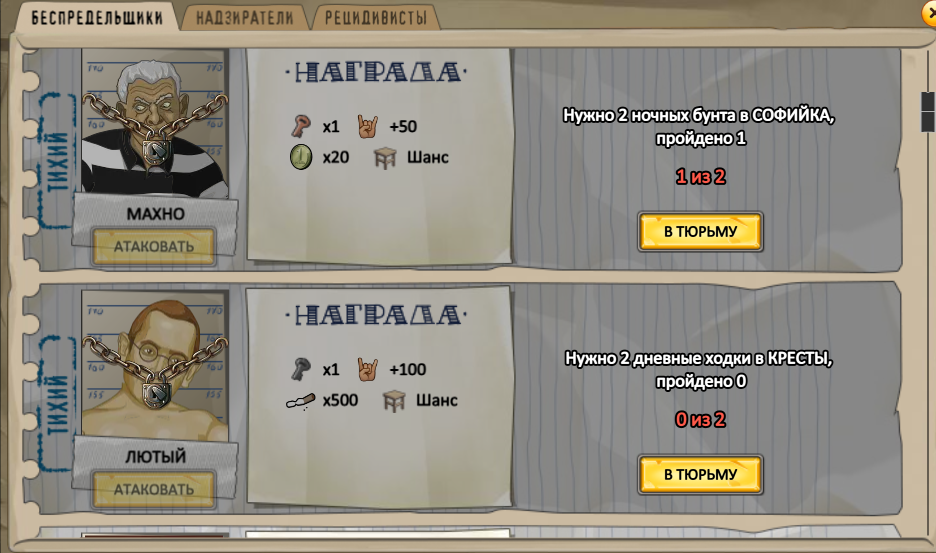 БЕСПРЕДЕЛЬЩИКИ
НАДЗИРАТЕЛИ
РЕЦИДИВИСТЫ
ТИХИЙ
МАХНО
АТАКОВАТЬ
·НАГРАДА·
x1 +50
x20 Шанс
Нужно 2 ночных бунта в СОФИЙКА,
пройдено 1
1 из 2
В ТЮРЬМУ
ТИХИЙ
ЛЮТЫЙ
АТАКОВАТЬ
·НАГРАДА·
x1 +100
x500 Шанс
Нужно 2 дневные ходки в КРЕСТЫ,
пройдено 0
0 из 2
В ТЮРЬМУ